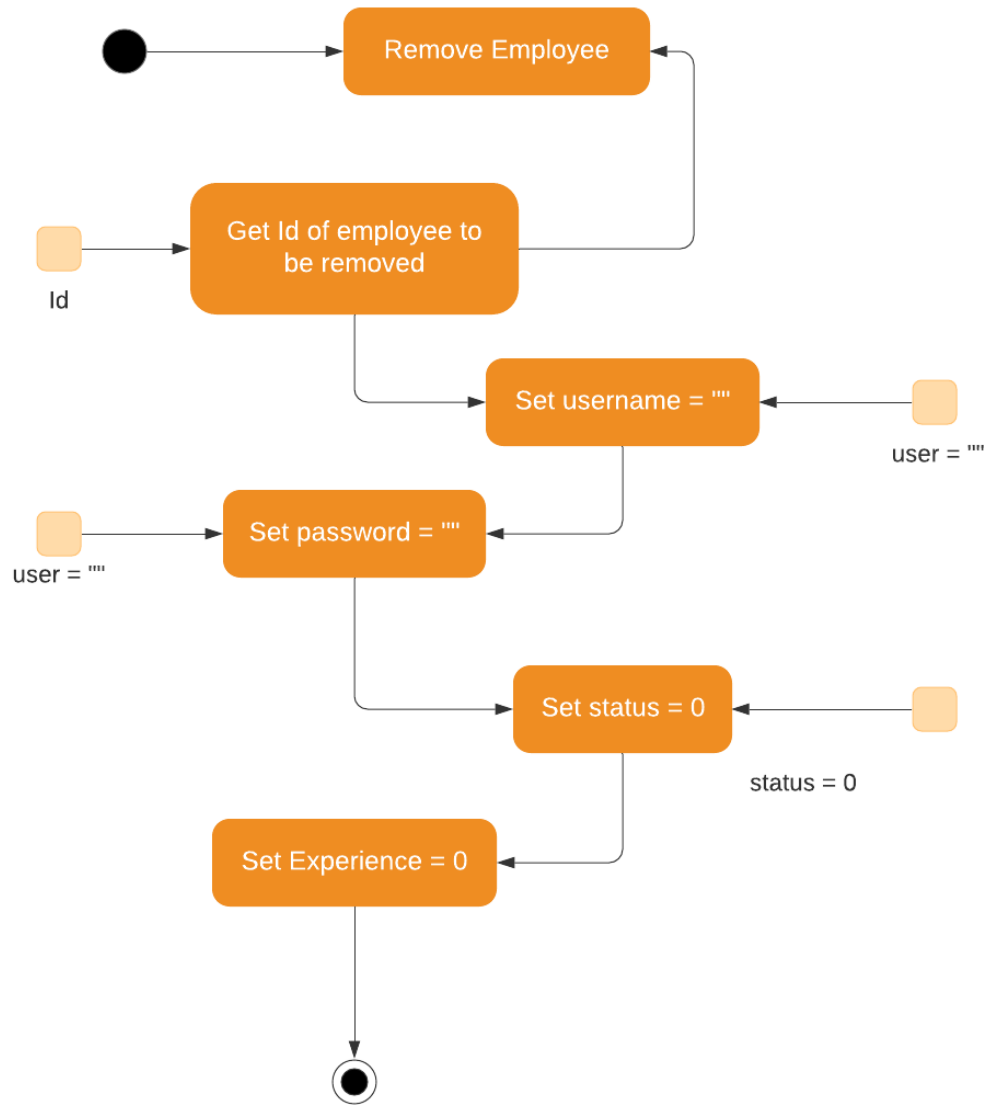 Remove Employee
Get Id of employee to
be removed
Id
Set username = ""
user = ""
Set password = ""
user = ""
Set status = 0
status = 0
Set Experience = 0